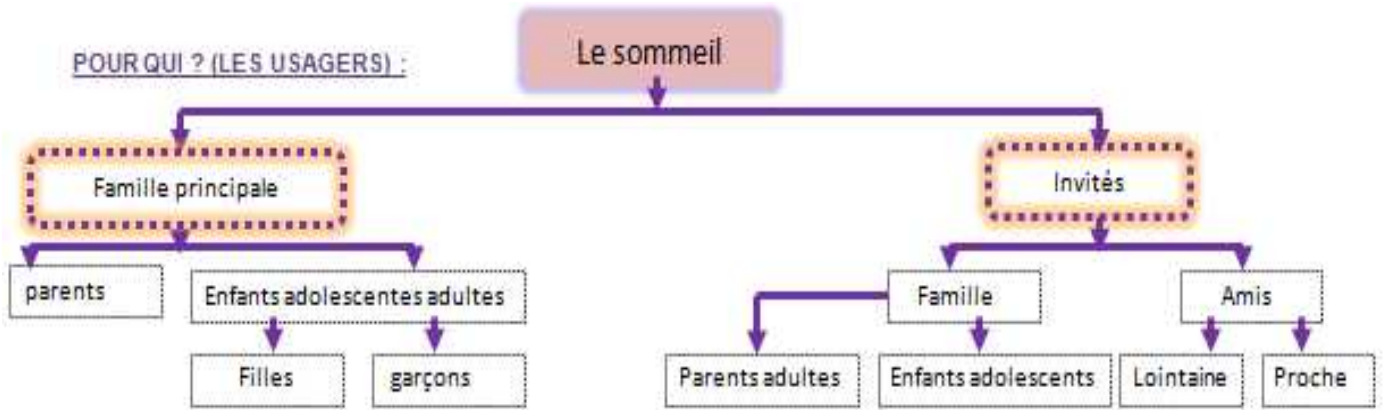 Le sommeil
POUR QUI ? (LES USAGERS) :
Famille principale
Invités
parents
Enfants adolescentes adultes
Famille
Amis
Filles
garçons
Parents adultes
Enfants adolescents
Lointaine
Proche